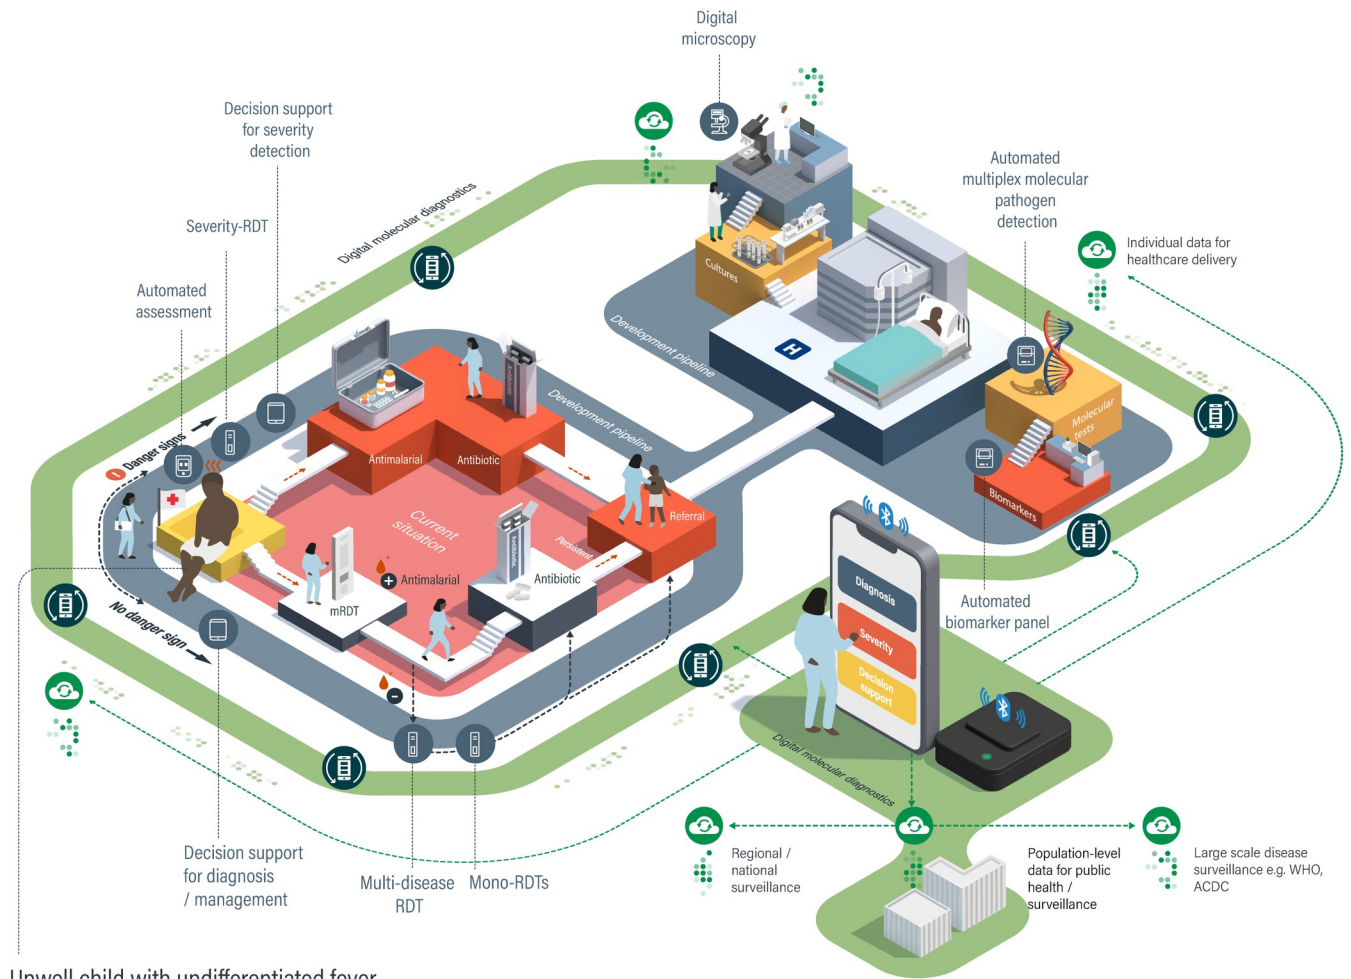 Digital
microscopy
Decision support
for severity
detection
Automated
multiplex molecular
pathogen
detection
Severity-RDT
Digital molecular diagnostics
Individual data for
healthcare delivery
Automated
assessment
Cultures
Development pipeline
H
Development pipeline
Antibiotic
Molecular
tests
Danger signs
Antimalarial
Antibiotic
Biomarkers
Referral
Current
situation
Persistent
Antibiotic
mRDT
Antimalarial
Antibiotic
Diagnosis
Severity
Decision
support
Automated
biomarker panel
No danger sign
Digital molecular diagnostics
Decision support
for diagnosis
/ management
Multi-disease
RDT
Mono-RDTs
Regional /
national
surveillance
Population-level
data for public
health /
surveillance
Large scale disease
surveillance e.g. WHO,
ACDC
Unwell child with undifferentiated fever